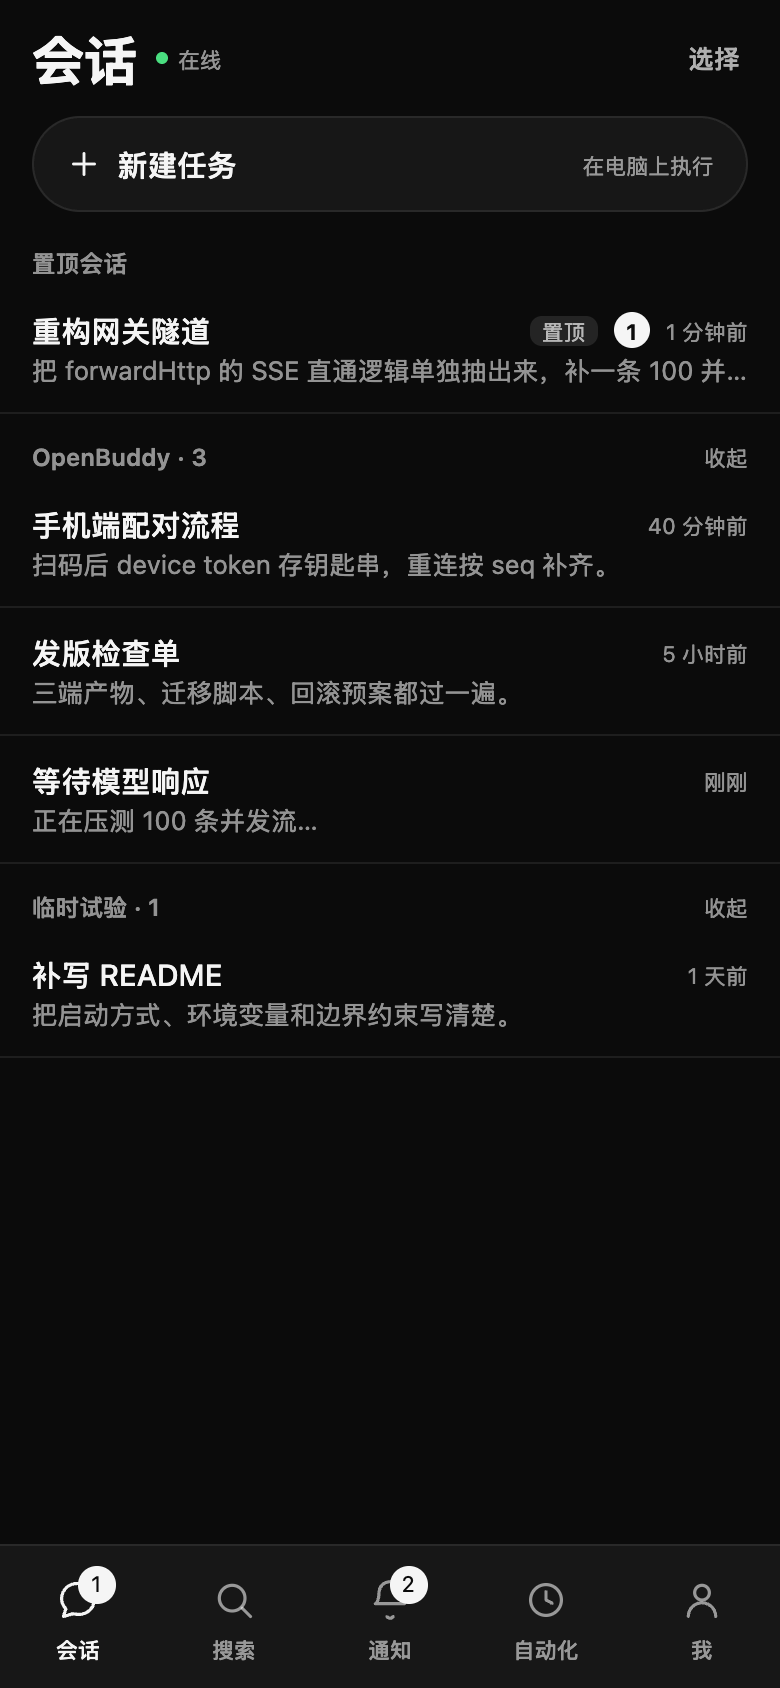 会话 在线 选择
新建任务 在电脑上执行
置顶会话
重构网关隧道 置顶 1 1 分钟前
把 forwardHttp 的 SSE 直通逻辑单独抽出来，补一条 100 并...
OpenBuddy · 3 收起
手机端配对流程 40 分钟前
扫码后 device token 存钥匙串，重连按 seq 补齐。
发版检查单 5 小时前
三端产物、迁移脚本、回滚预案都过一遍。
等待模型响应 刚刚
正在压测 100 条并发流...
临时试验 · 1 收起
补写 README 1 天前
把启动方式、环境变量和边界约束写清楚。
1 2
会话 搜索 通知 自动化 我